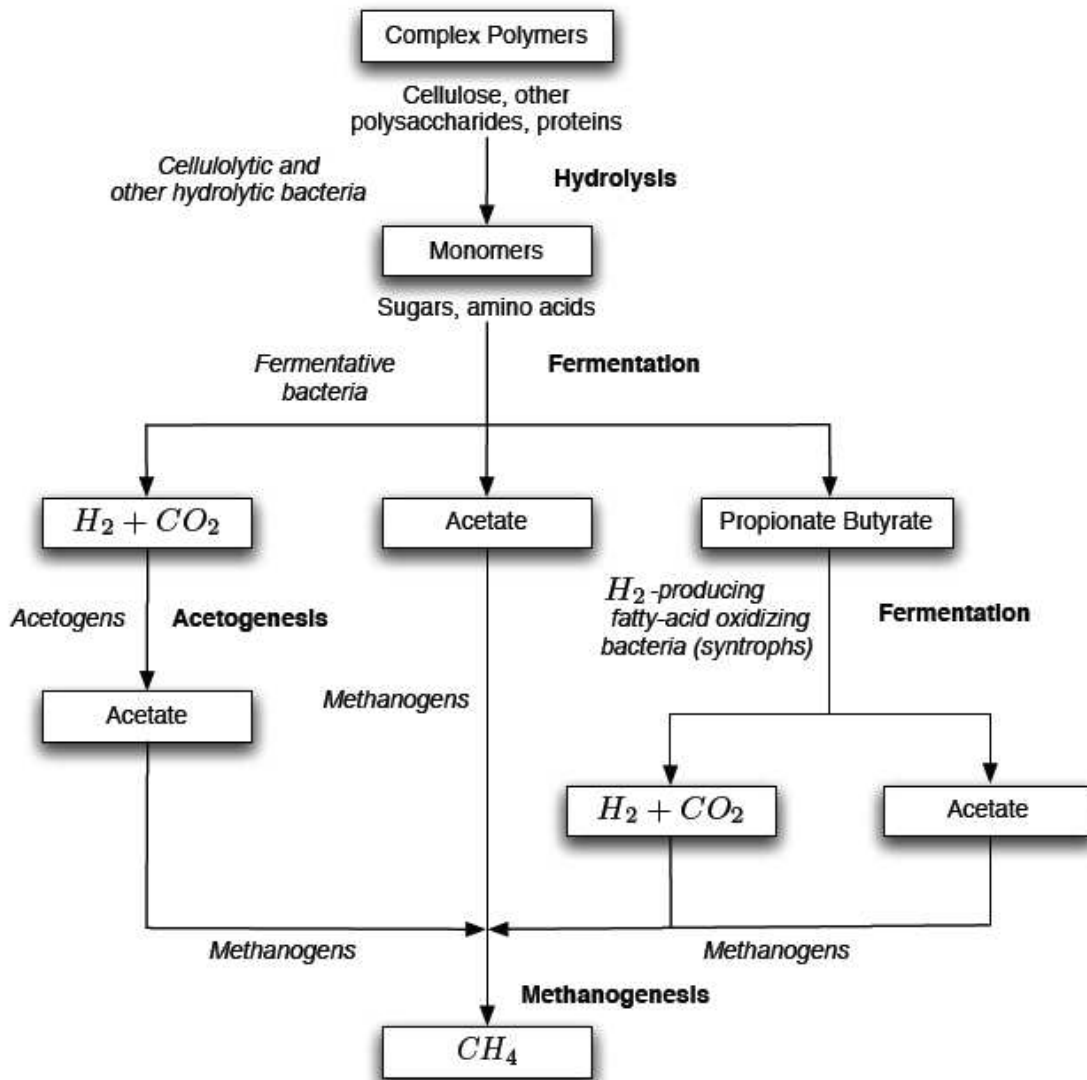 Complex Polymers
Cellulose, other
polysaccharides, proteins
Cellulolytic and
other hydrolytic bacteria
Hydrolysis
Monomers
Sugars, amino acids
Fermentative
bacteria
Fermentation
H₂ + CO₂
Acetate
Propionate Butyrate
Acetogens
Acetogenesis
H₂-producing
fatty-acid oxidizing
bacteria (syntrophs)
Fermentation
Acetate
Methanogens
H₂ + CO₂
Acetate
Methanogens
Methanogens
Methanogenesis
CH₄